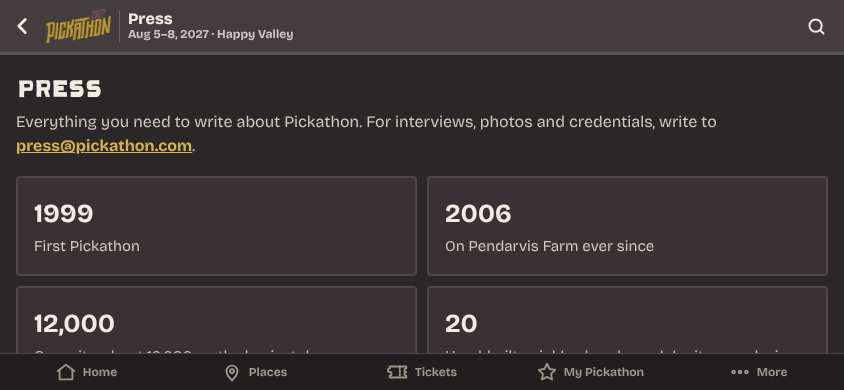 PICKATHON
Press
Aug 5–8, 2027 · Happy Valley
PRESS
Everything you need to write about Pickathon. For interviews, photos and credentials, write to
press@pickathon.com.
1999
First Pickathon
2006
On Pendarvis Farm ever since
12,000
20
Home
Places
Tickets
My Pickathon
More